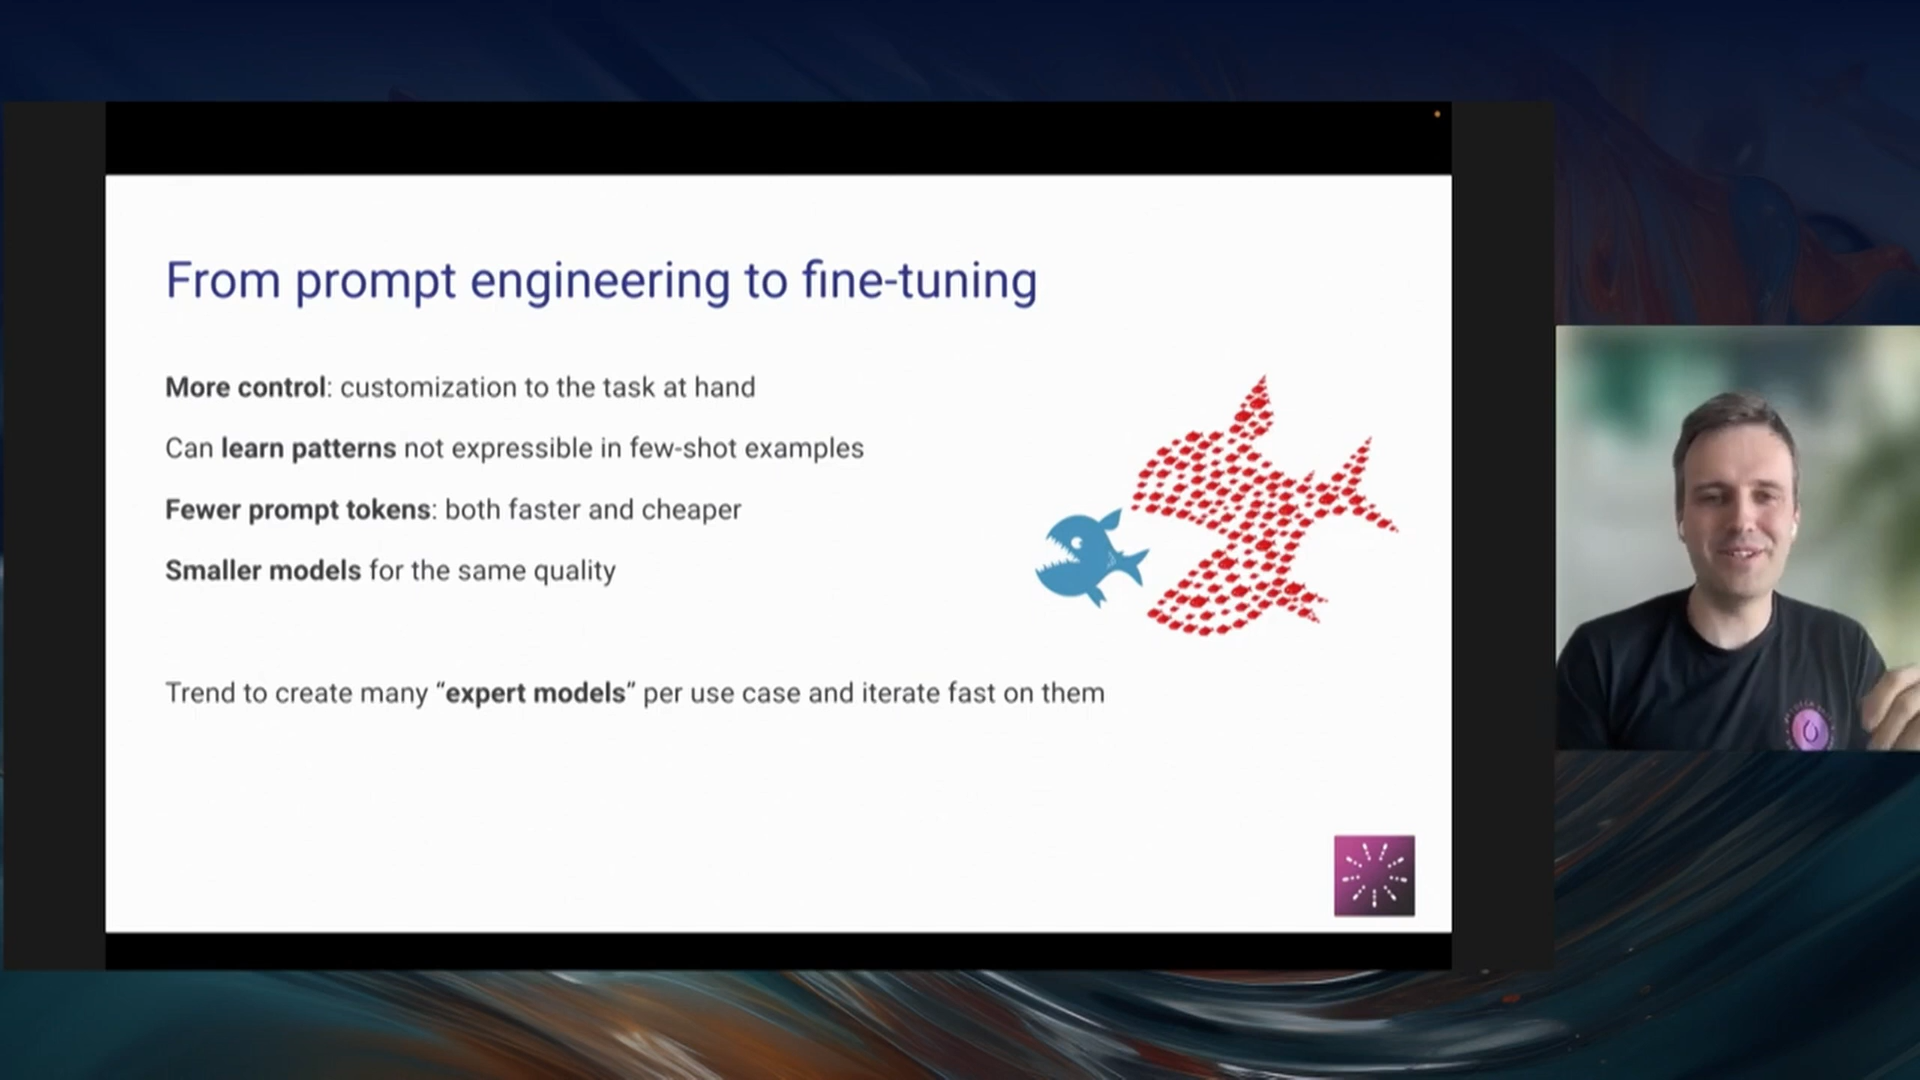 From prompt engineering to fine-tuning
More control: customization to the task at hand
Can learn patterns not expressible in few-shot examples
Fewer prompt tokens: both faster and cheaper
Smaller models for the same quality
Trend to create many “expert models” per use case and iterate fast on them